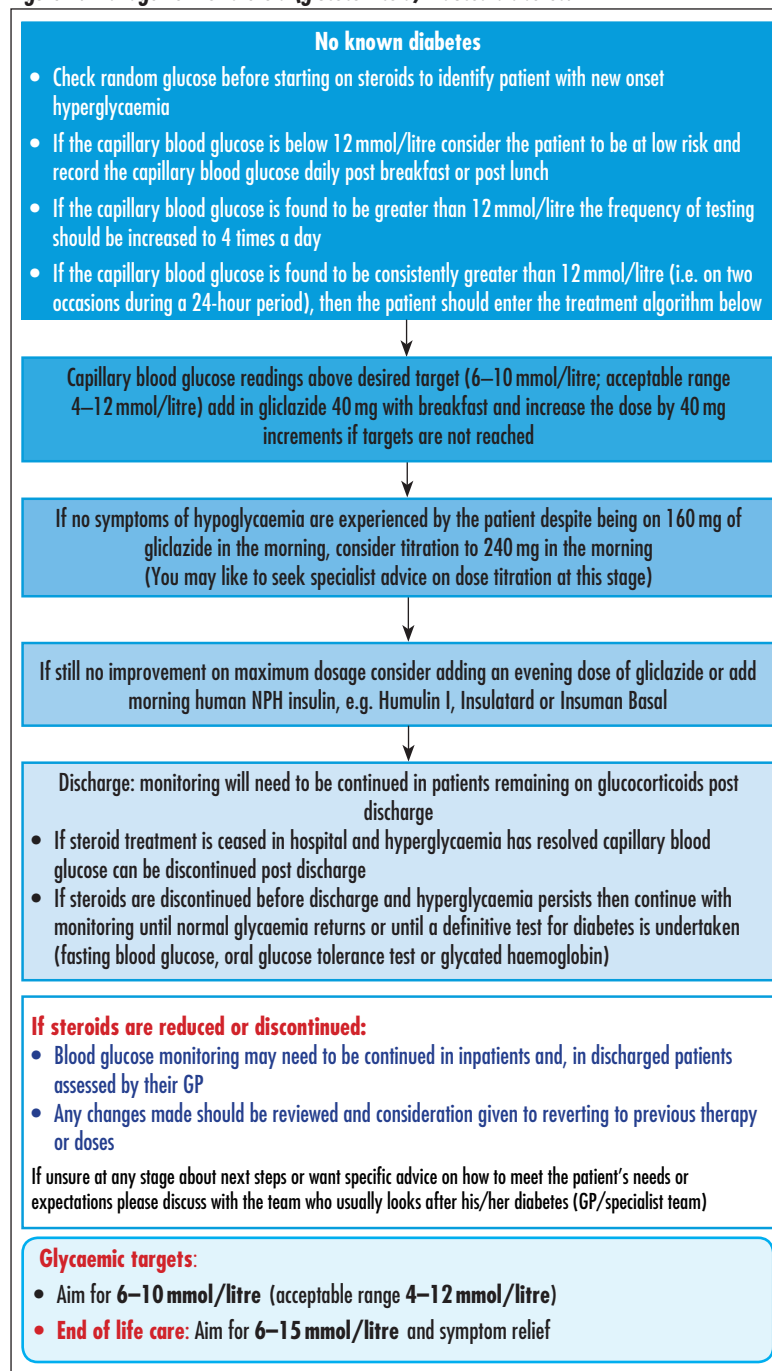 No known diabetes
• Check random glucose before starting on steroids to identify patient with new onset
hyperglycaemia
• If the capillary blood glucose is below 12 mmol/litre consider the patient to be at low risk and
record the capillary blood glucose daily post breakfast or post lunch
• If the capillary blood glucose is found to be greater than 12 mmol/litre the frequency of testing
should be increased to 4 times a day
• If the capillary blood glucose is found to be consistently greater than 12 mmol/litre (i.e. on two
occasions during a 24-hour period), then the patient should enter the treatment algorithm below
Capillary blood glucose readings above desired target (6–10 mmol/litre; acceptable range
4–12 mmol/litre) add in gliclazide 40 mg with breakfast and increase the dose by 40 mg
increments if targets are not reached
If no symptoms of hypoglycaemia are experienced by the patient despite being on 160 mg of
gliclazide in the morning, consider titration to 240 mg in the morning
(You may like to seek specialist advice on dose titration at this stage)
If still no improvement on maximum dosage consider adding an evening dose of gliclazide or add
morning human NPH insulin, e.g. Humulin I, Insulatard or Insuman Basal
Discharge: monitoring will need to be continued in patients remaining on glucocorticoids post
discharge
• If steroid treatment is ceased in hospital and hyperglycaemia has resolved capillary blood
glucose can be discontinued post discharge
• If steroids are discontinued before discharge and hyperglycaemia persists then continue with
monitoring until normal glycaemia returns or until a definitive test for diabetes is undertaken
(fasting blood glucose, oral glucose tolerance test or glycated haemoglobin)
If steroids are reduced or discontinued:
• Blood glucose monitoring may need to be continued in inpatients and, in discharged patients
assessed by their GP
• Any changes made should be reviewed and consideration given to reverting to previous therapy
or doses
If unsure at any stage about next steps or want specific advice on how to meet the patient's needs or
expectations please discuss with the team who usually looks after his/her diabetes (GP/specialist team)
Glycaemic targets:
• Aim for 6–10 mmol/litre (acceptable range 4–12 mmol/litre)
• End of life care: Aim for 6–15 mmol/litre and symptom relief